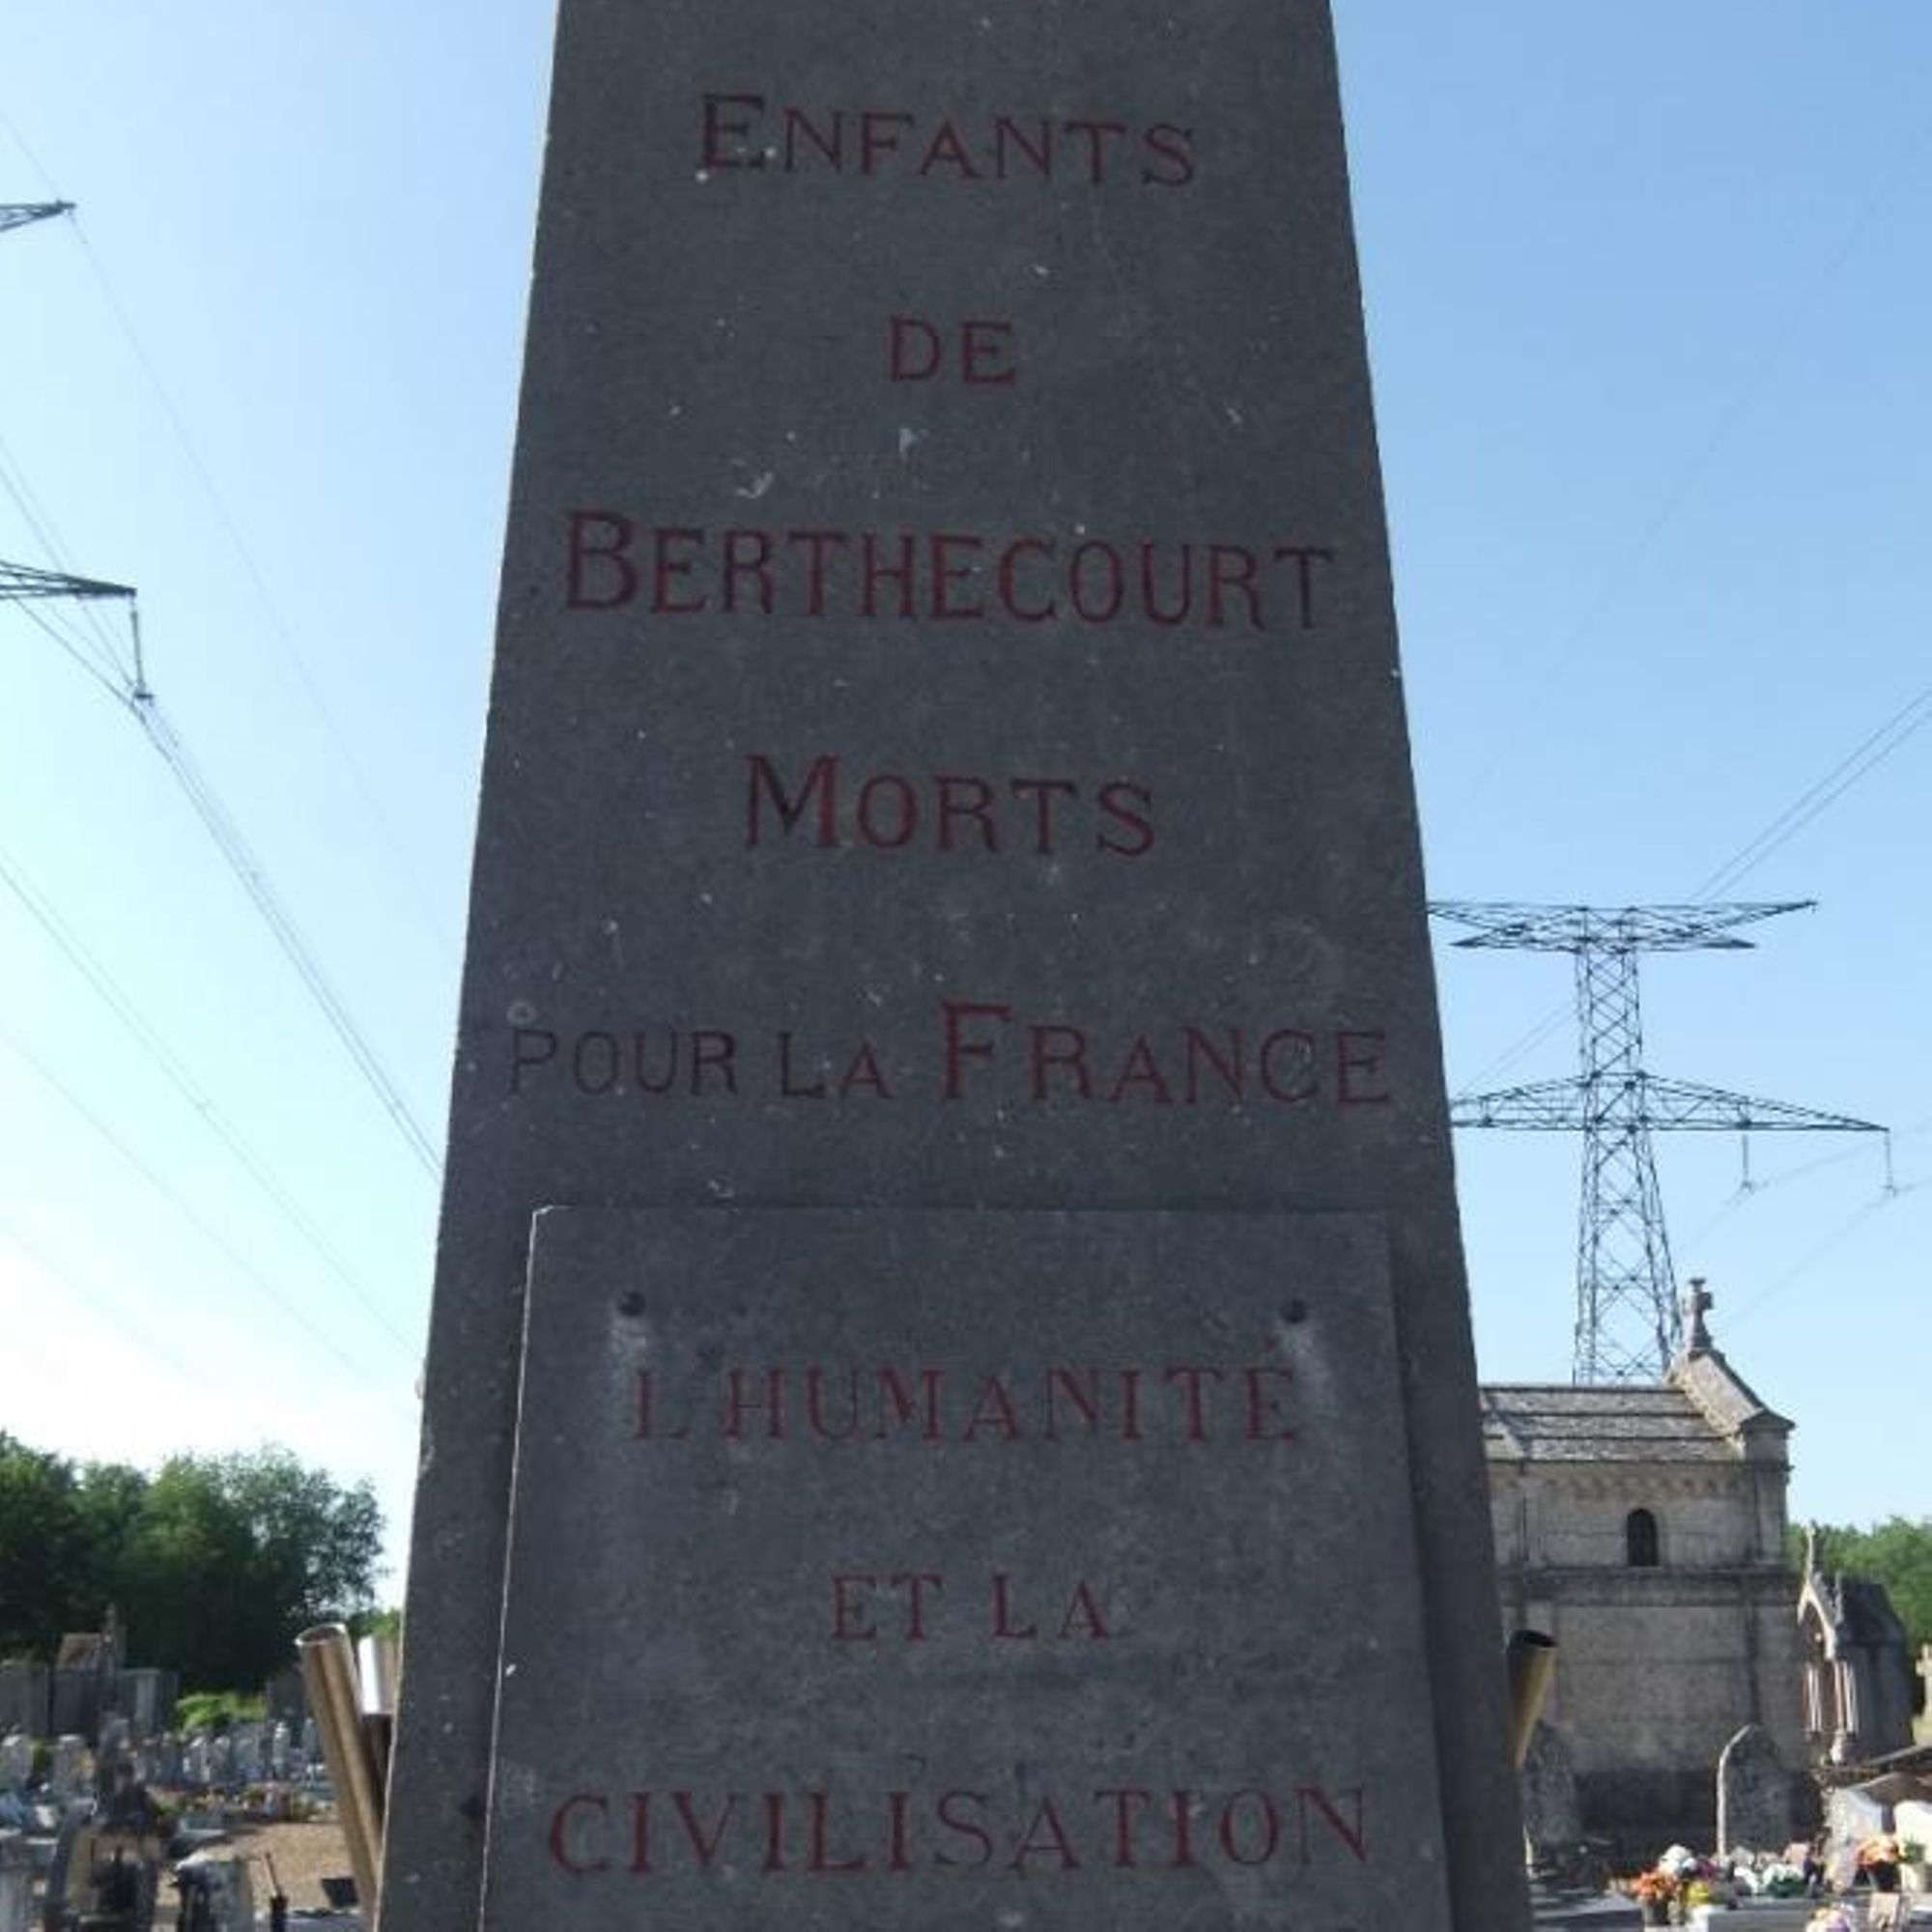 ENFANTS
DE
BERTHECOURT
MORTS
POUR LA FRANCE
L'HUMANITÉ
ET LA
CIVILISATION